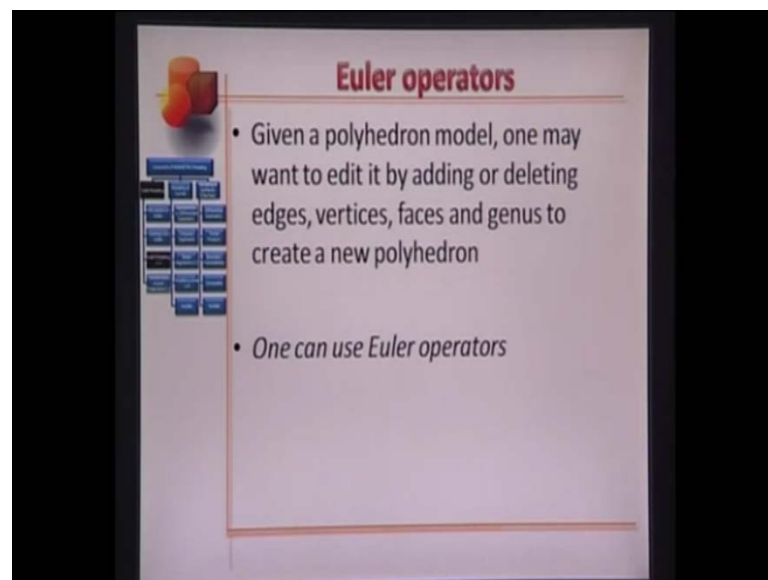 Euler operators
• Given a polyhedron model, one may
want to edit it by adding or deleting
edges, vertices, faces and genus to
create a new polyhedron
• One can use Euler operators